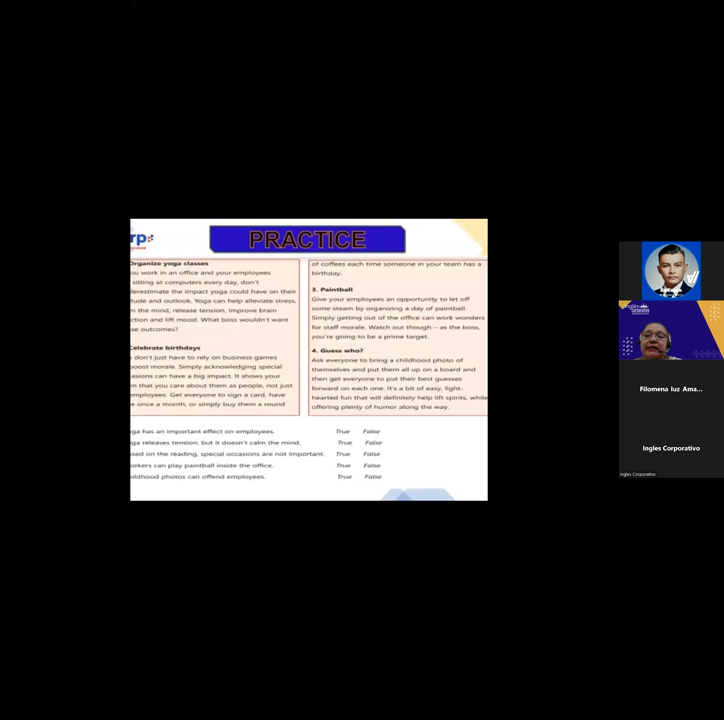 rp
PRACTICE
Organize yoga classes
ou work in an office and your employees
sitting at computers every day, don't
derestimate the impact yoga could have on their
tude and outlook. Yoga can help alleviate stress,
m the mind, release tension, improve brain
ction and lift mood. What boss wouldn't want
se outcomes?
Celebrate birthdays
don't just have to rely on business games
oost morale. Simply acknowledging special
asions can have a big impact. It shows your
m that you care about them as people, not just
mployees. Get everyone to sign a card, have
e once a month, or simply buy them a round
of coffees each time someone in your team has a
birthday.
3. Paintball
Give your employees an opportunity to let off
some steam by organizing a day of paintball.
Simply getting out of the office can work wonders
for staff morale. Watch out though – as the boss,
you're going to be a prime target.
4. Guess who?
Ask everyone to bring a childhood photo of
themselves and put them all up on a board and
then get everyone to put their best guesses
forward on each one. It's a bit of easy, light-
hearted fun that will definitely help lift spirits, while
offering plenty of humor along the way.
ga has an important effect on employees. True False
ga releases tension, but it doesn't calm the mind. True False
ased on the reading, special occasions are not important. True False
orkers can play paintball inside the office. True False
hildhood photos can offend employees. True False
Filomena luz Ama...
Ingles Corporativo
Ingles Corporativo